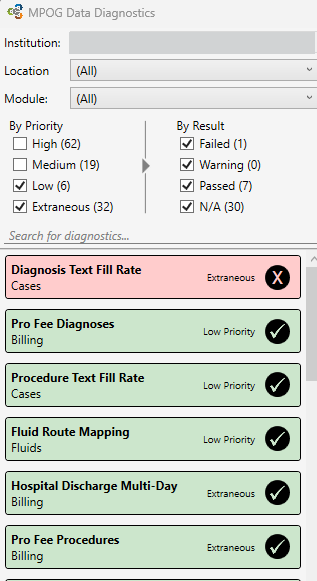 MPOG Data Diagnostics
Institution:
Location (All)
Module: (All)
By Priority By Result
High (62) Failed (1)
Medium (19) Warning (0)
Low (6) Passed (7)
Extraneous (32) N/A (30)
Search for diagnostics...
Diagnosis Text Fill Rate
Cases
Extraneous X
Pro Fee Diagnoses
Billing
Low Priority
Procedure Text Fill Rate
Cases
Low Priority
Fluid Route Mapping
Fluids
Low Priority
Hospital Discharge Multi-Day
Billing
Extraneous
Pro Fee Procedures
Billing
Extraneous